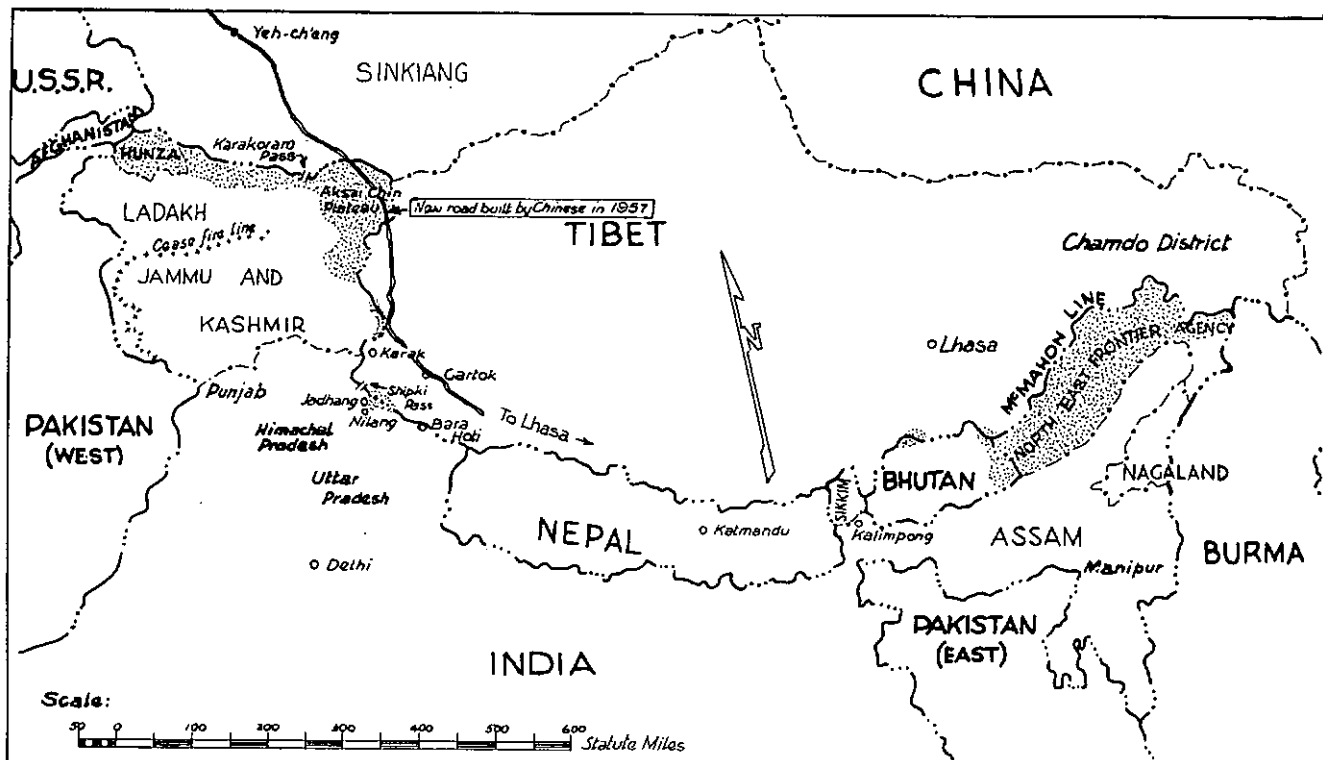 Yeh-ch'eng
SINKIANG
CHINA
U.S.S.R.
AFGHANISTAN
HUNZA
Karakoram
Pass
Aksai Chin
Plateau
New road built by Chinese in 1957
LADAKH
Cease fire line
TIBET
Chamdo District
JAMMU AND
KASHMIR
McMAHON LINE
NORTH EAST FRONTIER AGENCY
Lhasa
Karak
Gartok
Punjab
Shipki
Pass
Jadhang
Nilang
Bara
Hoti
To Lhasa
PAKISTAN
(WEST)
Himachal
Pradesh
Uttar
Pradesh
NEPAL
Katmandu
SIKKIM
BHUTAN
Kalimpong
NAGALAND
ASSAM
BURMA
Delhi
Manipur
PAKISTAN
(EAST)
INDIA
N
Scale:
50 0 100 200 300 400 500 600
Statute Miles